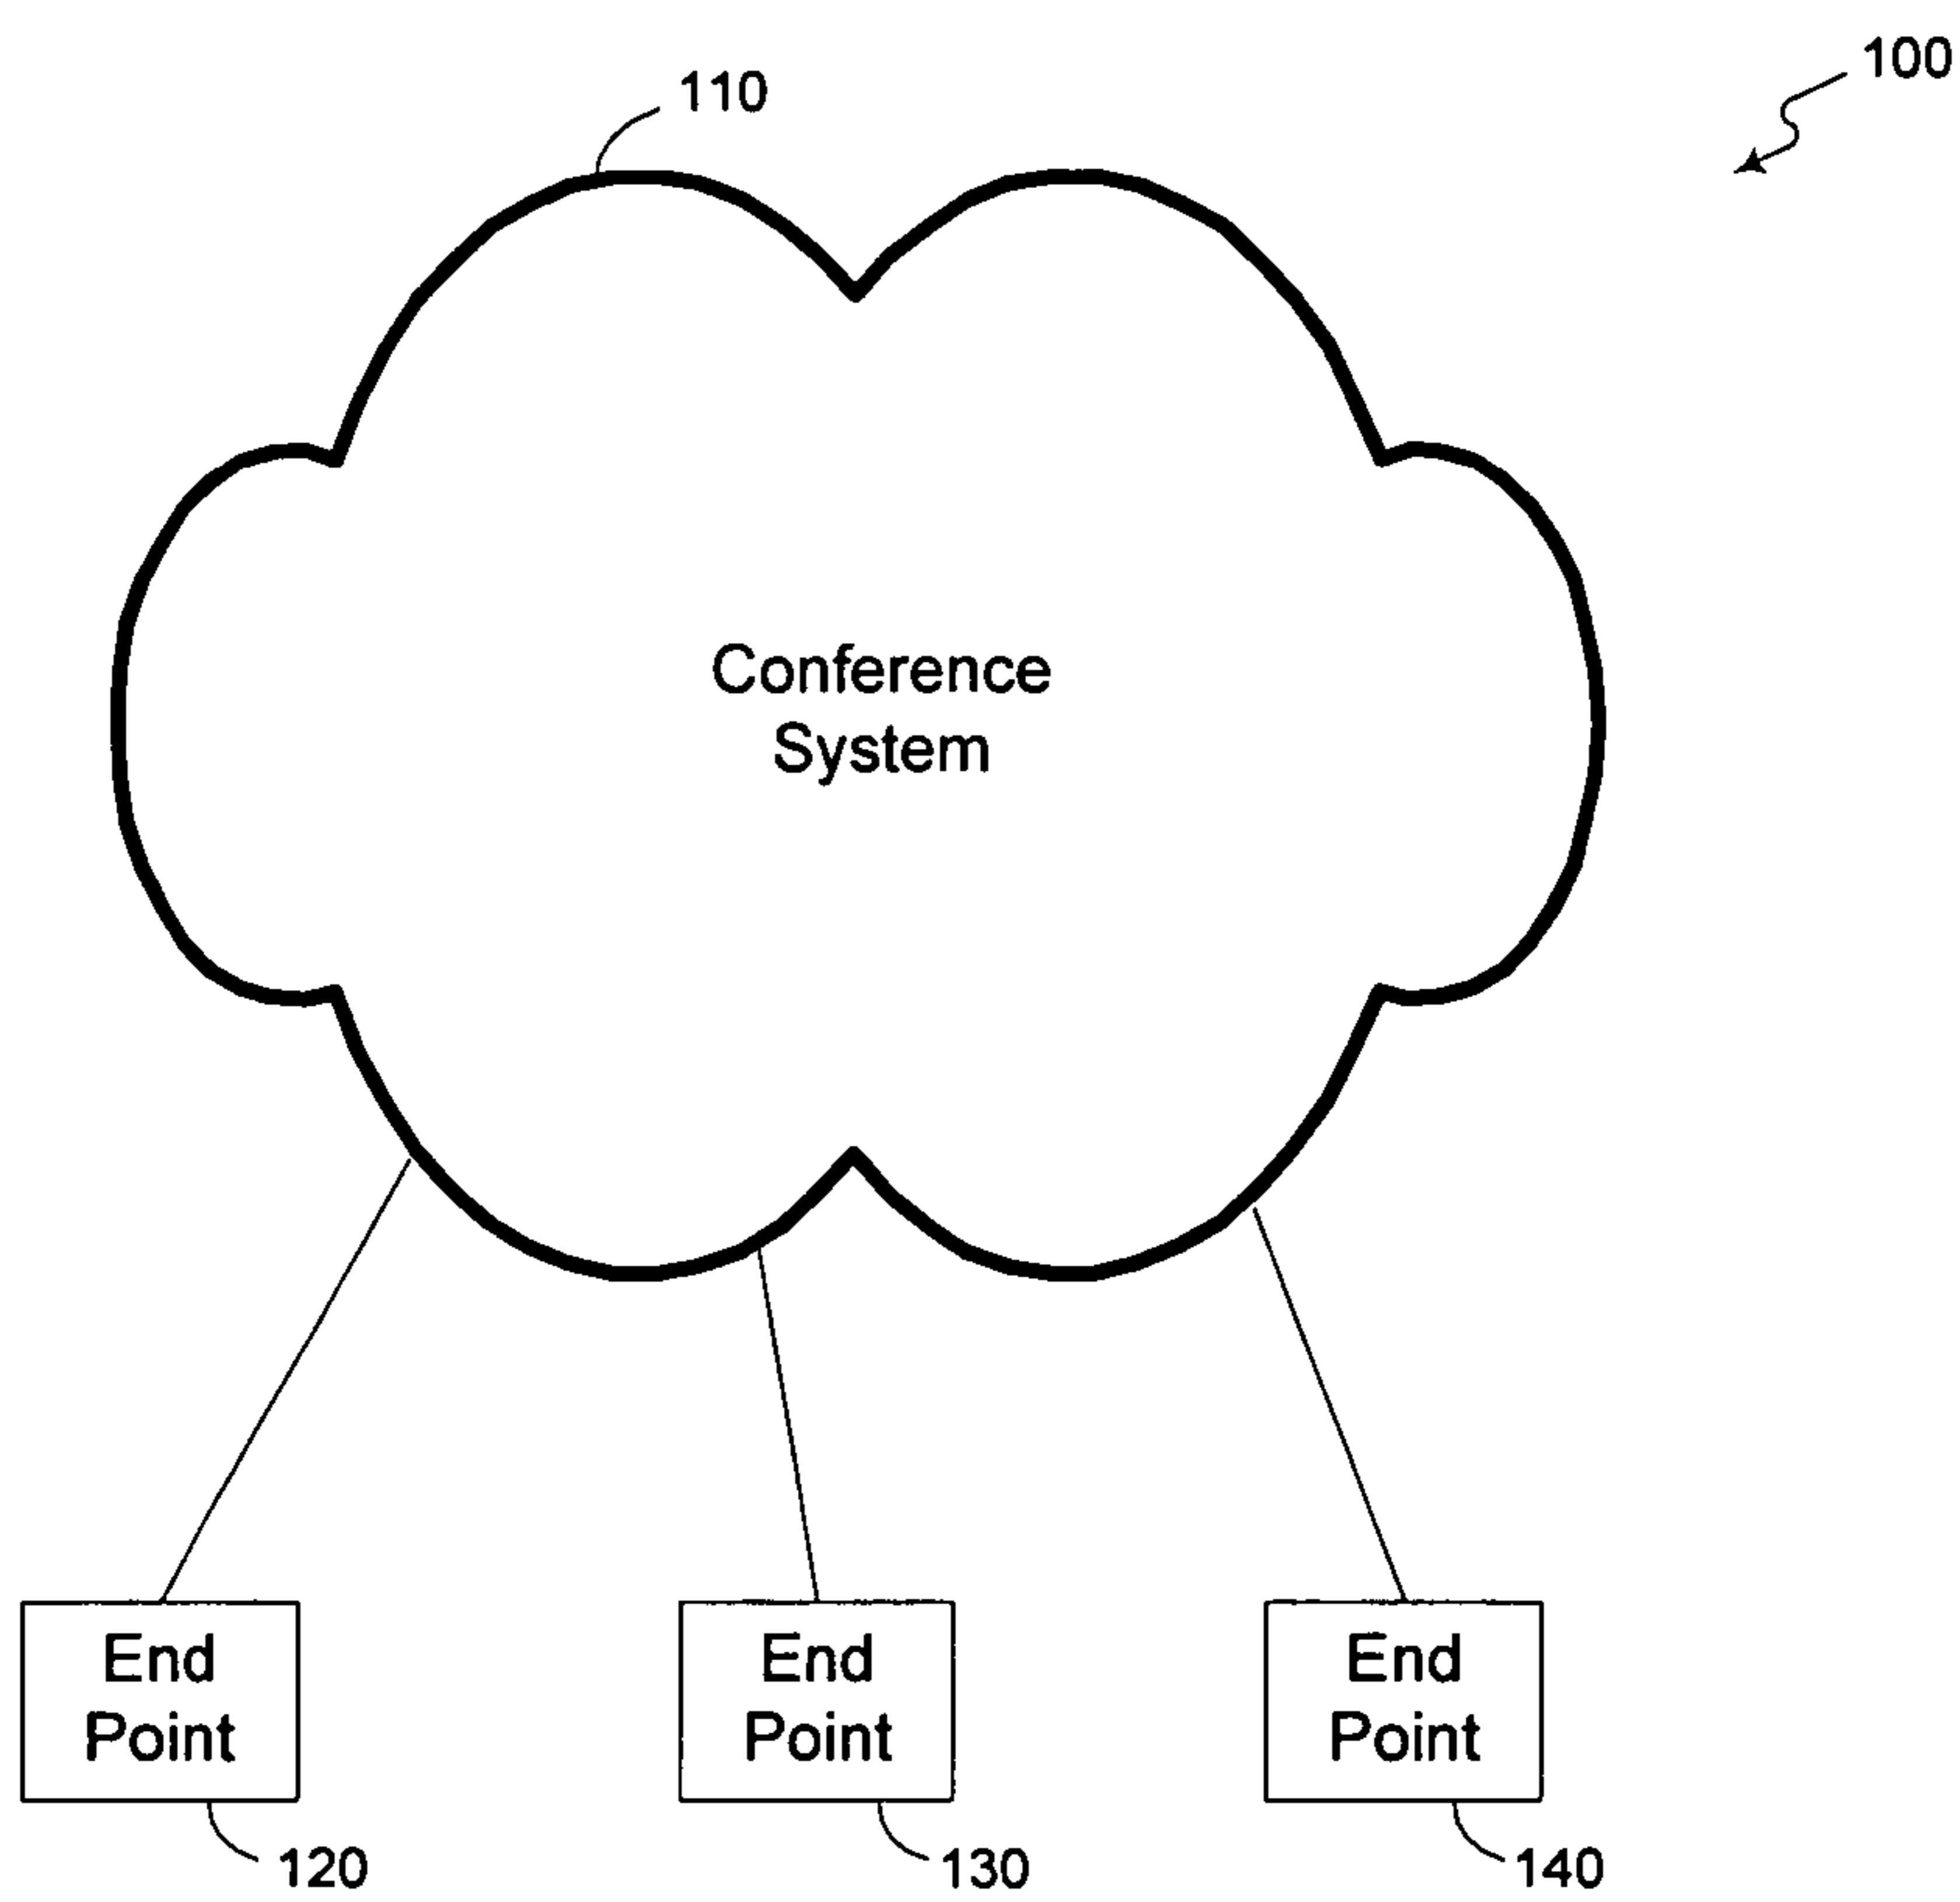 100
110
Conference
System
End
Point
End
Point
End
Point
120
130
140